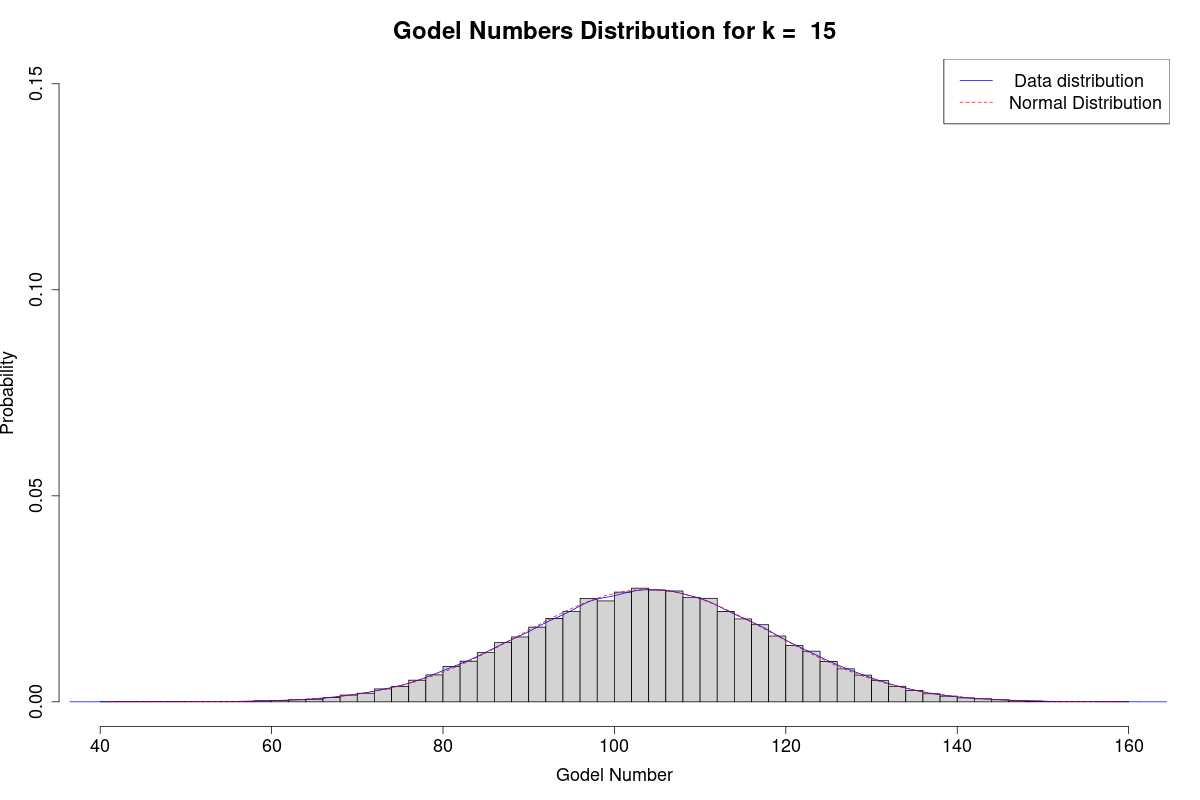 Godel Numbers Distribution for k =  15
Data distribution
Normal Distribution
Probability
0.15
0.10
0.05
0.00
40 60 80 100 120 140 160
Godel Number